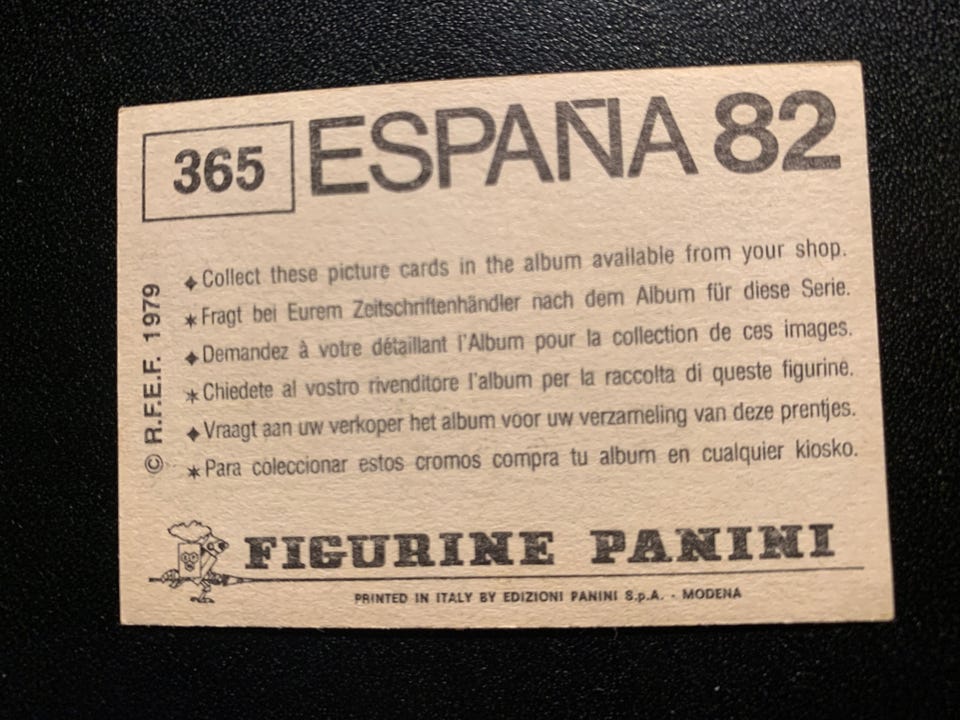 365 ESPAÑA 82
✦ Collect these picture cards in the album available from your shop.
✶ Fragt bei Eurem Zeitschriftenhändler nach dem Album für diese Serie.
✦ Demandez à votre détaillant l'Album pour la collection de ces images.
✶ Chiedete al vostro rivenditore l'album per la raccolta di queste figurine.
✦ Vraagt aan uw verkoper het album voor uw verzameling van deze prentjes.
✶ Para coleccionar estos cromos compra tu album en cualquier kiosko.
© R.F.E.F. 1979
FIGURINE PANINI
PRINTED IN ITALY BY EDIZIONI PANINI S.p.A. - MODENA